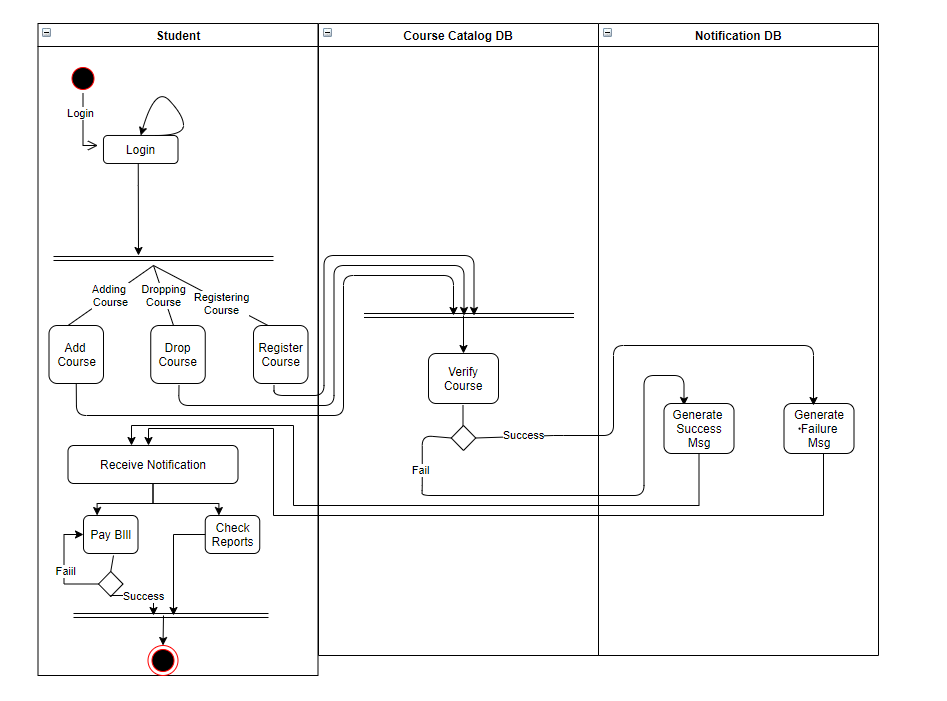 Student
Course Catalog DB
Notification DB
Login
Login
Adding
Course
Dropping
Course
Registering
Course
Add
Course
Drop
Course
Register
Course
Verify
Course
Success
Fail
Generate
Success
Msg
Generate
•Failure
Msg
Receive Notification
Pay BIll
Check
Reports
Faiil
Success